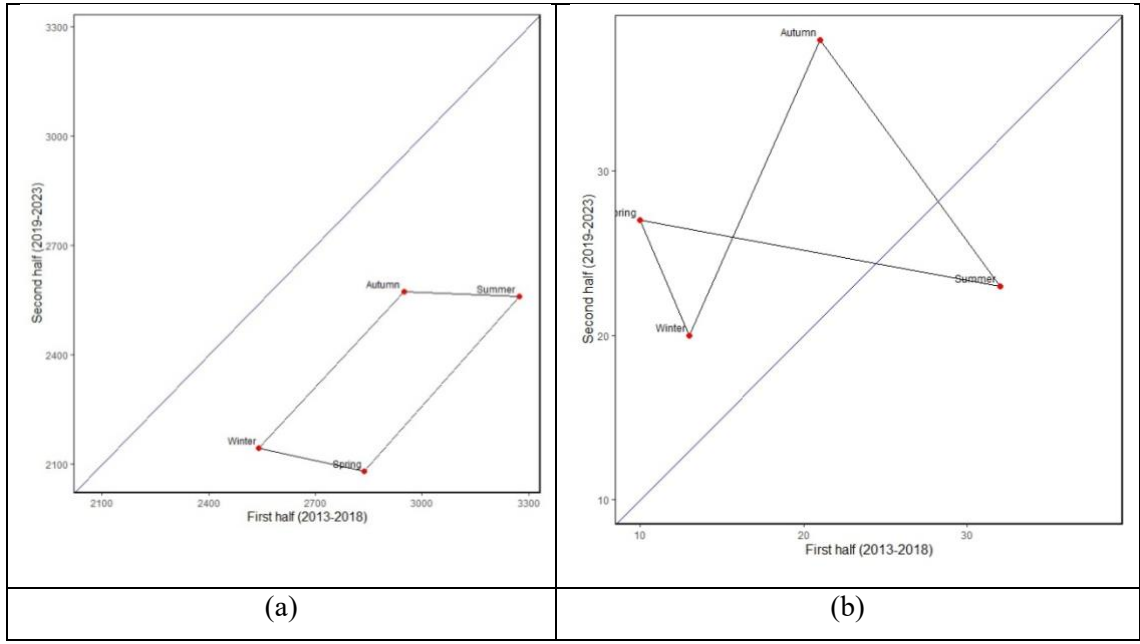 3300
3000
2700
2400
2100
Second half (2019-2023)
Autumn
Summer
Winter
Spring
2100 2400 2700 3000 3300
First half (2013-2018)
(a)
30
20
10
Second half (2019-2023)
Autumn
pring
Summer
Winter
10 20 30
First half (2013-2018)
(b)